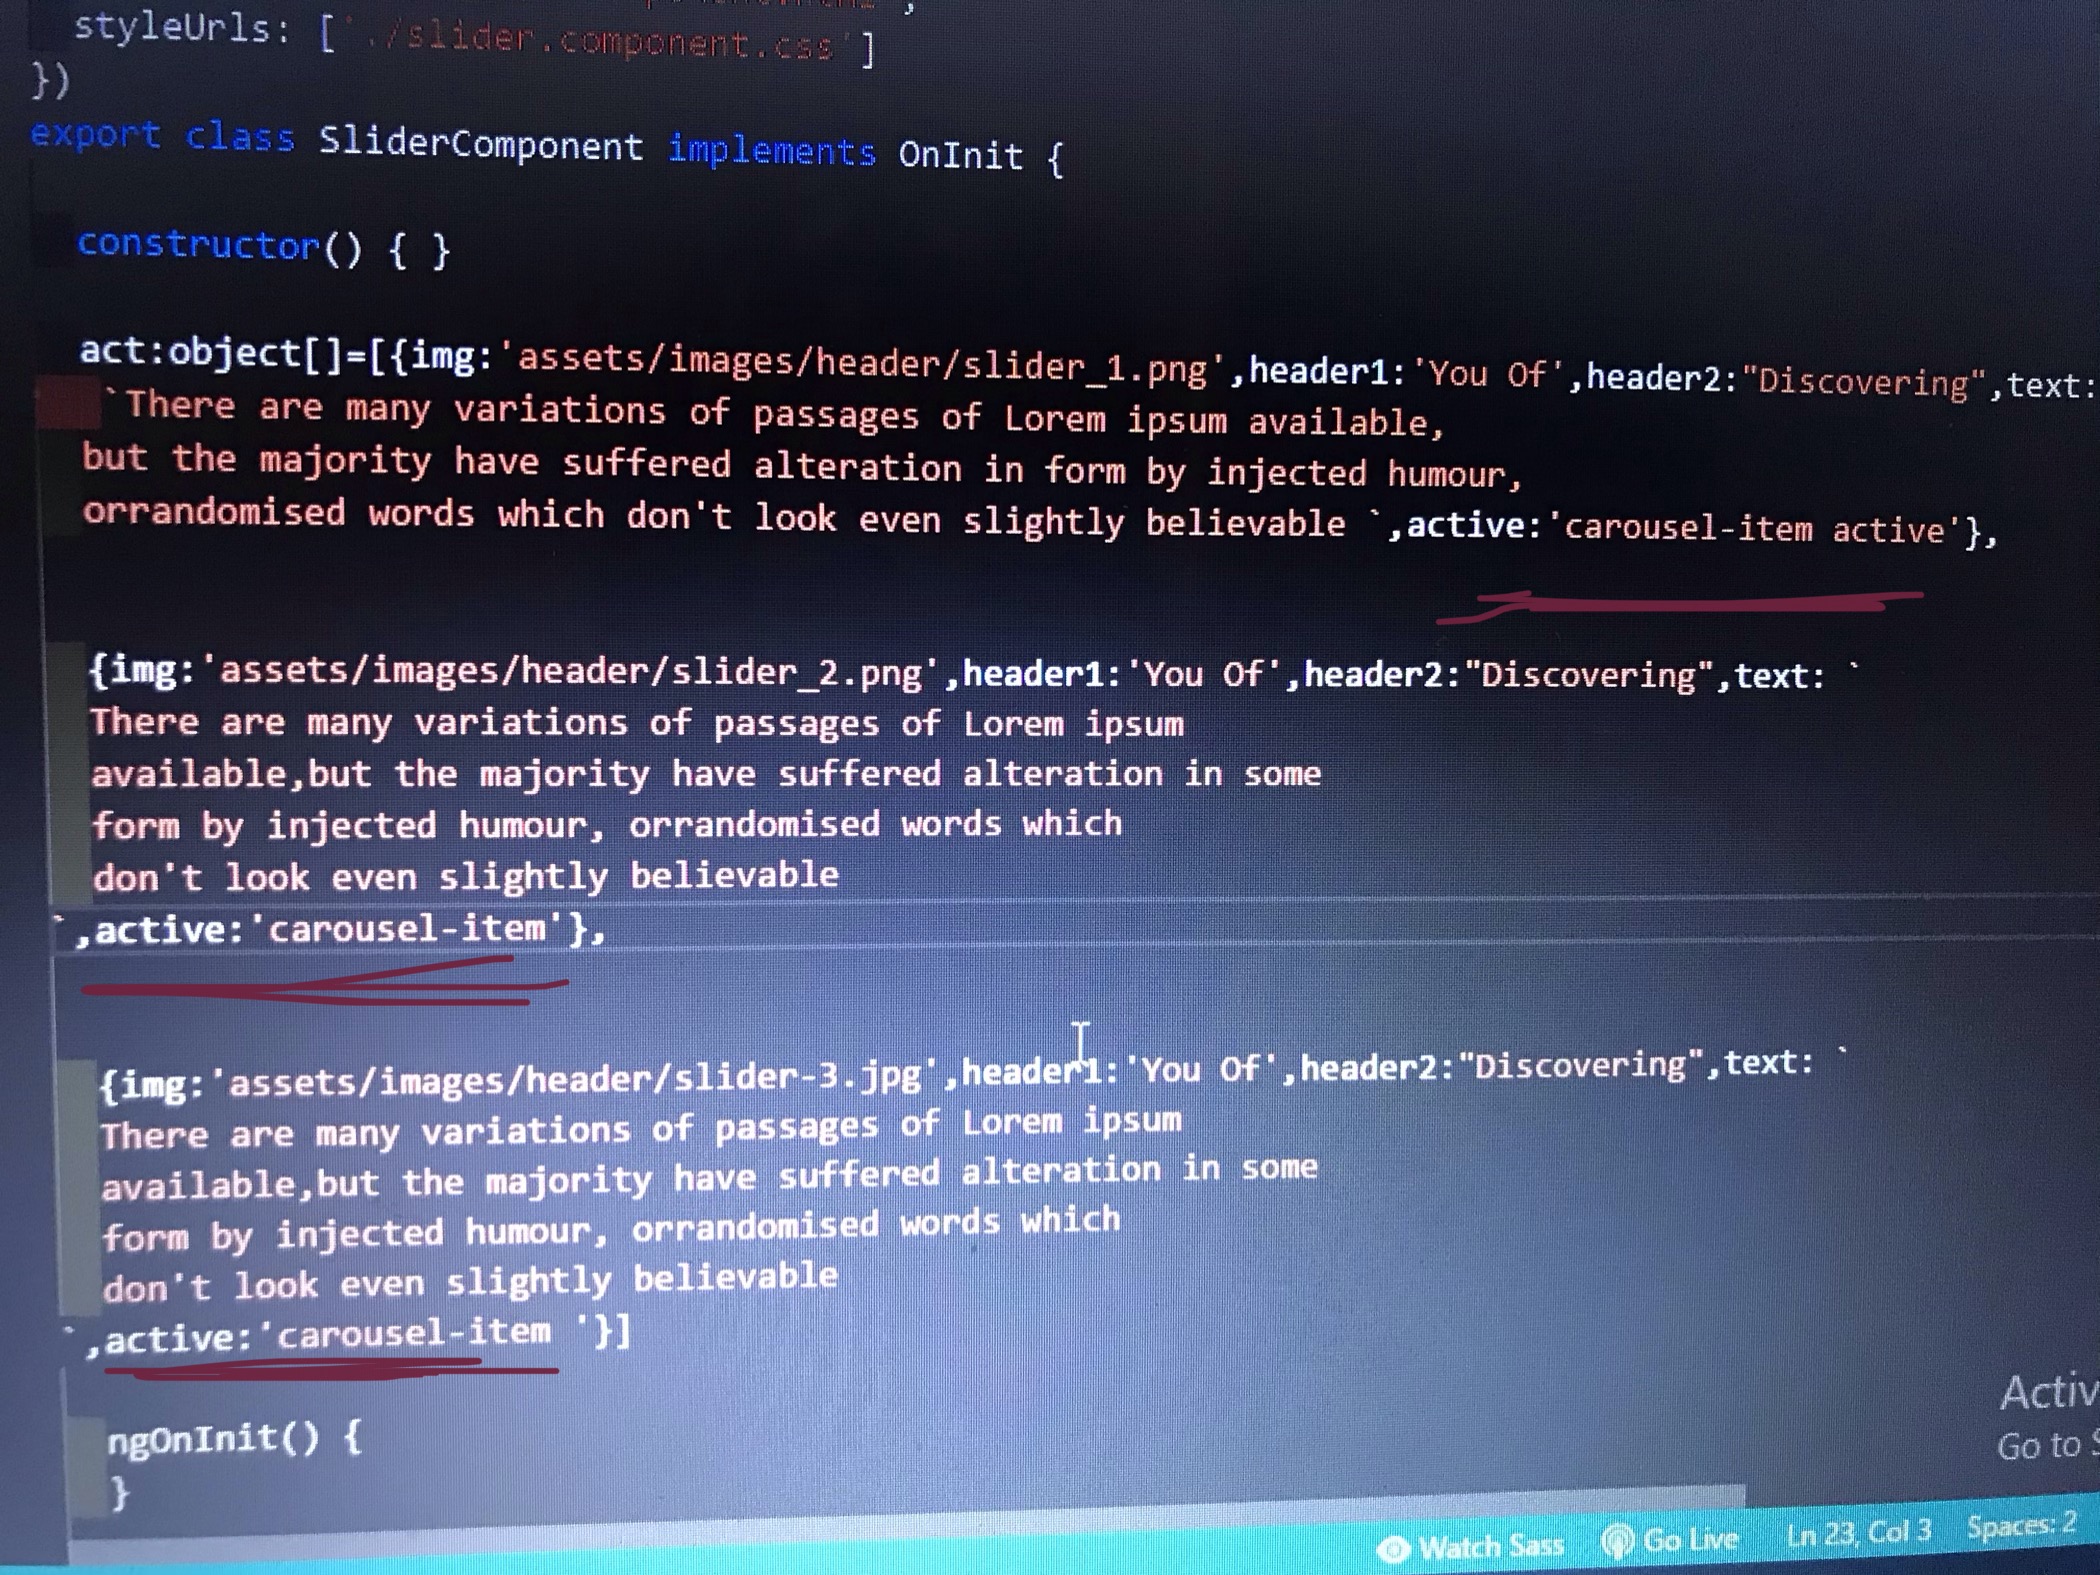 styleUrls: ['./slider.component.css']
})
export class SliderComponent implements OnInit {
constructor() { }
act:object[]=[{img:'assets/images/header/slider_1.png',header1:'You Of',header2:"Discovering",text:
`There are many variations of passages of Lorem ipsum available,
but the majority have suffered alteration in form by injected humour,
orrandomised words which don't look even slightly believable `,active:'carousel-item active'},
{img:'assets/images/header/slider_2.png',header1:'You Of',header2:"Discovering",text: `
There are many variations of passages of Lorem ipsum
available,but the majority have suffered alteration in some
form by injected humour, orrandomised words which
don't look even slightly believable
`,active:'carousel-item'},
{img:'assets/images/header/slider-3.jpg',header1:'You Of',header2:"Discovering",text: `
There are many variations of passages of Lorem ipsum
available,but the majority have suffered alteration in some
form by injected humour, orrandomised words which
don't look even slightly believable
`,active:'carousel-item '}]
ngOnInit() {
}
Activ
Go to S
Watch Sass Go Live Ln 23, Col 3 Spaces: 2